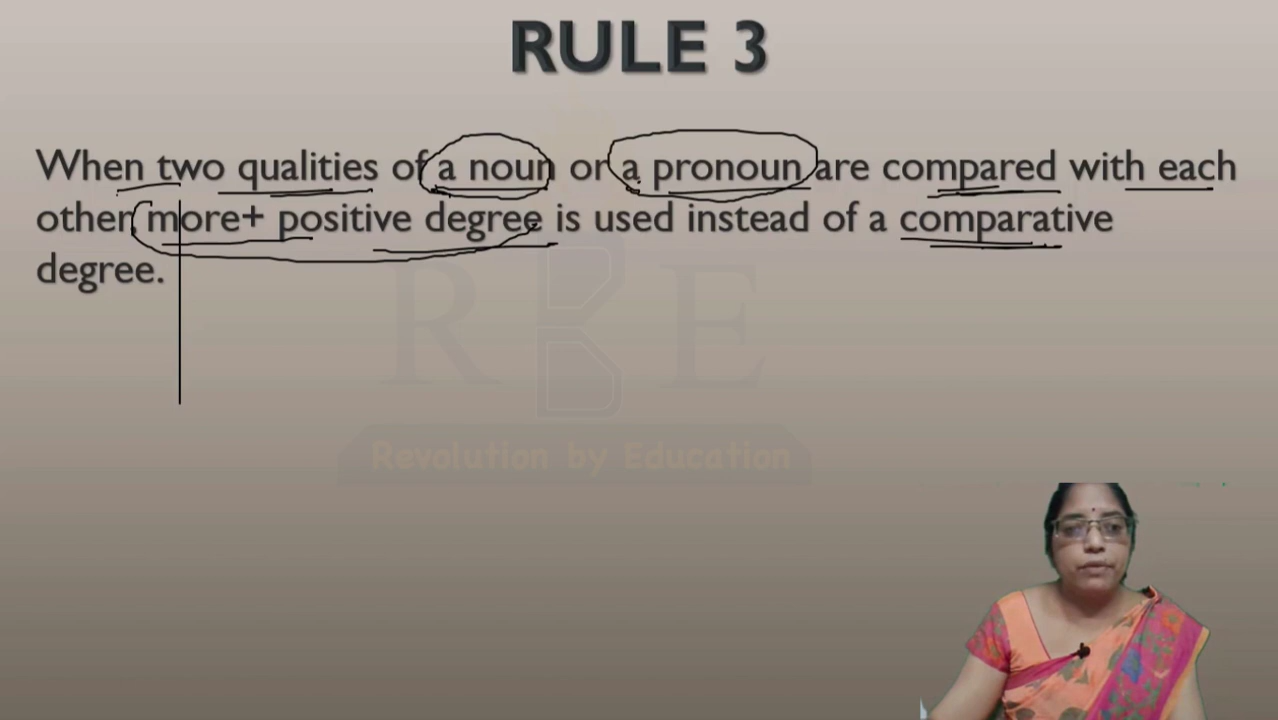 RULE 3
When two qualities of a noun or a pronoun are compared with each
other, more+ positive degree is used instead of a comparative
degree.
RBE
Revolution by Education